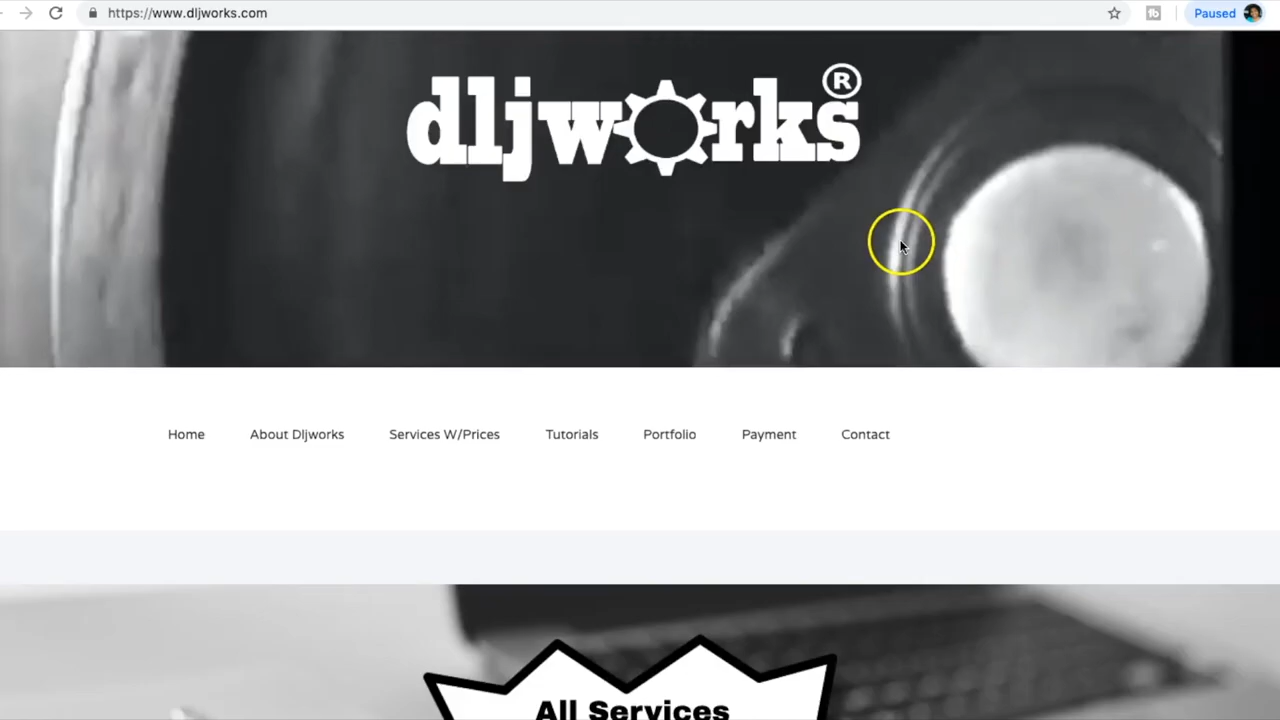 https://www.dljworks.com
Paused
dljworks®
Home
About Dljworks
Services W/Prices
Tutorials
Portfolio
Payment
Contact
All Services